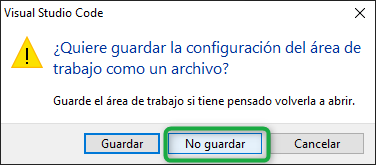 Visual Studio Code
¿Quiere guardar la configuración del área de
trabajo como un archivo?
Guarde el área de trabajo si tiene pensado volverla a abrir.
Guardar No guardar Cancelar